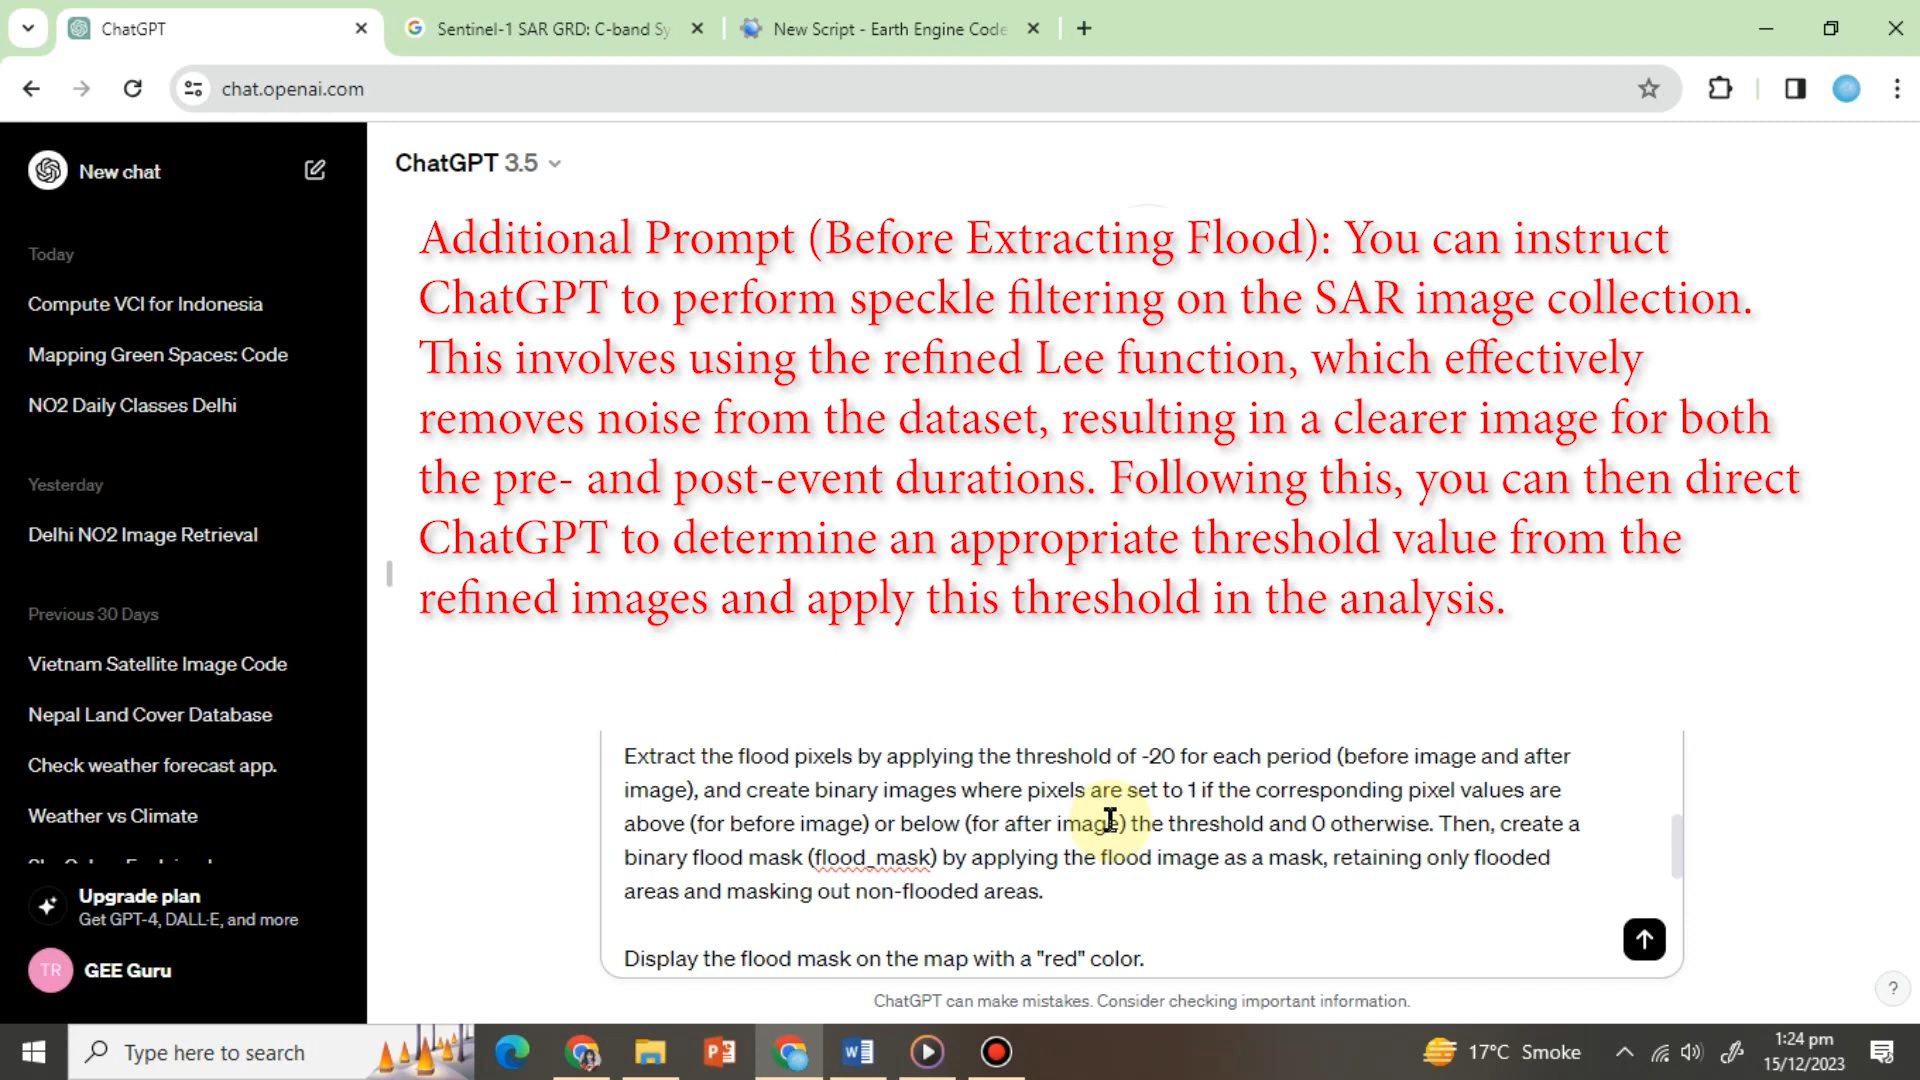 ChatGPT
Sentinel-1 SAR GRD: C-band Sy
New Script - Earth Engine Code
chat.openai.com
New chat
ChatGPT 3.5
Today
Compute VCI for Indonesia
Mapping Green Spaces: Code
NO2 Daily Classes Delhi
Yesterday
Delhi NO2 Image Retrieval
Previous 30 Days
Vietnam Satellite Image Code
Nepal Land Cover Database
Check weather forecast app.
Weather vs Climate
Upgrade plan
Get GPT-4, DALL·E, and more
TR
GEE Guru
Additional Prompt (Before Extracting Flood): You can instruct
ChatGPT to perform speckle filtering on the SAR image collection.
This involves using the refined Lee function, which effectively
removes noise from the dataset, resulting in a clearer image for both
the pre- and post-event durations. Following this, you can then direct
ChatGPT to determine an appropriate threshold value from the
refined images and apply this threshold in the analysis.
Extract the flood pixels by applying the threshold of -20 for each period (before image and after
image), and create binary images where pixels are set to 1 if the corresponding pixel values are
above (for before image) or below (for after image) the threshold and 0 otherwise. Then, create a
binary flood mask (flood_mask) by applying the flood image as a mask, retaining only flooded
areas and masking out non-flooded areas.
Display the flood mask on the map with a "red" color.
ChatGPT can make mistakes. Consider checking important information.
?
Type here to search
17°C Smoke
1:24 pm
15/12/2023